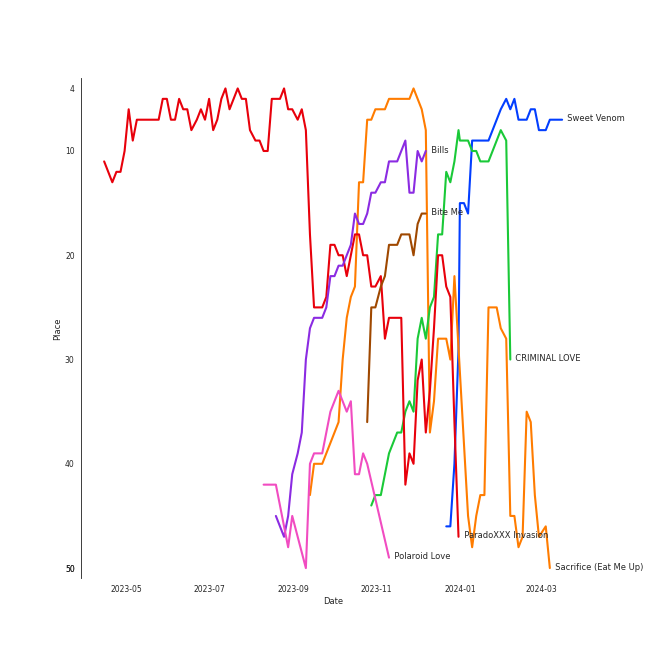 4
Sweet Venom
10
Bills
Bite Me
20
Place
30
CRIMINAL LOVE
40
ParadoXXX Invasion
Polaroid Love
50
Sacrifice (Eat Me Up)
2023-05
2023-07
2023-09
2023-11
2024-01
2024-03
Date